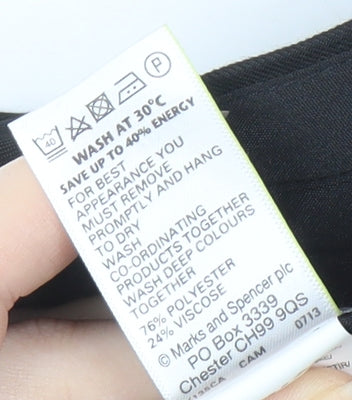 40 P
WASH AT 30°C
SAVE UP TO 40% ENERGY
FOR BEST
APPEARANCE YOU
MUST REMOVE
PROMPTLY AND HANG
TO DRY
CO-ORDINATING
PRODUCTS TOGETHER
WASH DEEP COLOURS
TOGETHER
76% POLYESTER
24% VISCOSE
© Marks and Spencer plc
PO Box 3339
Chester CH99 9QS
CAM 0713